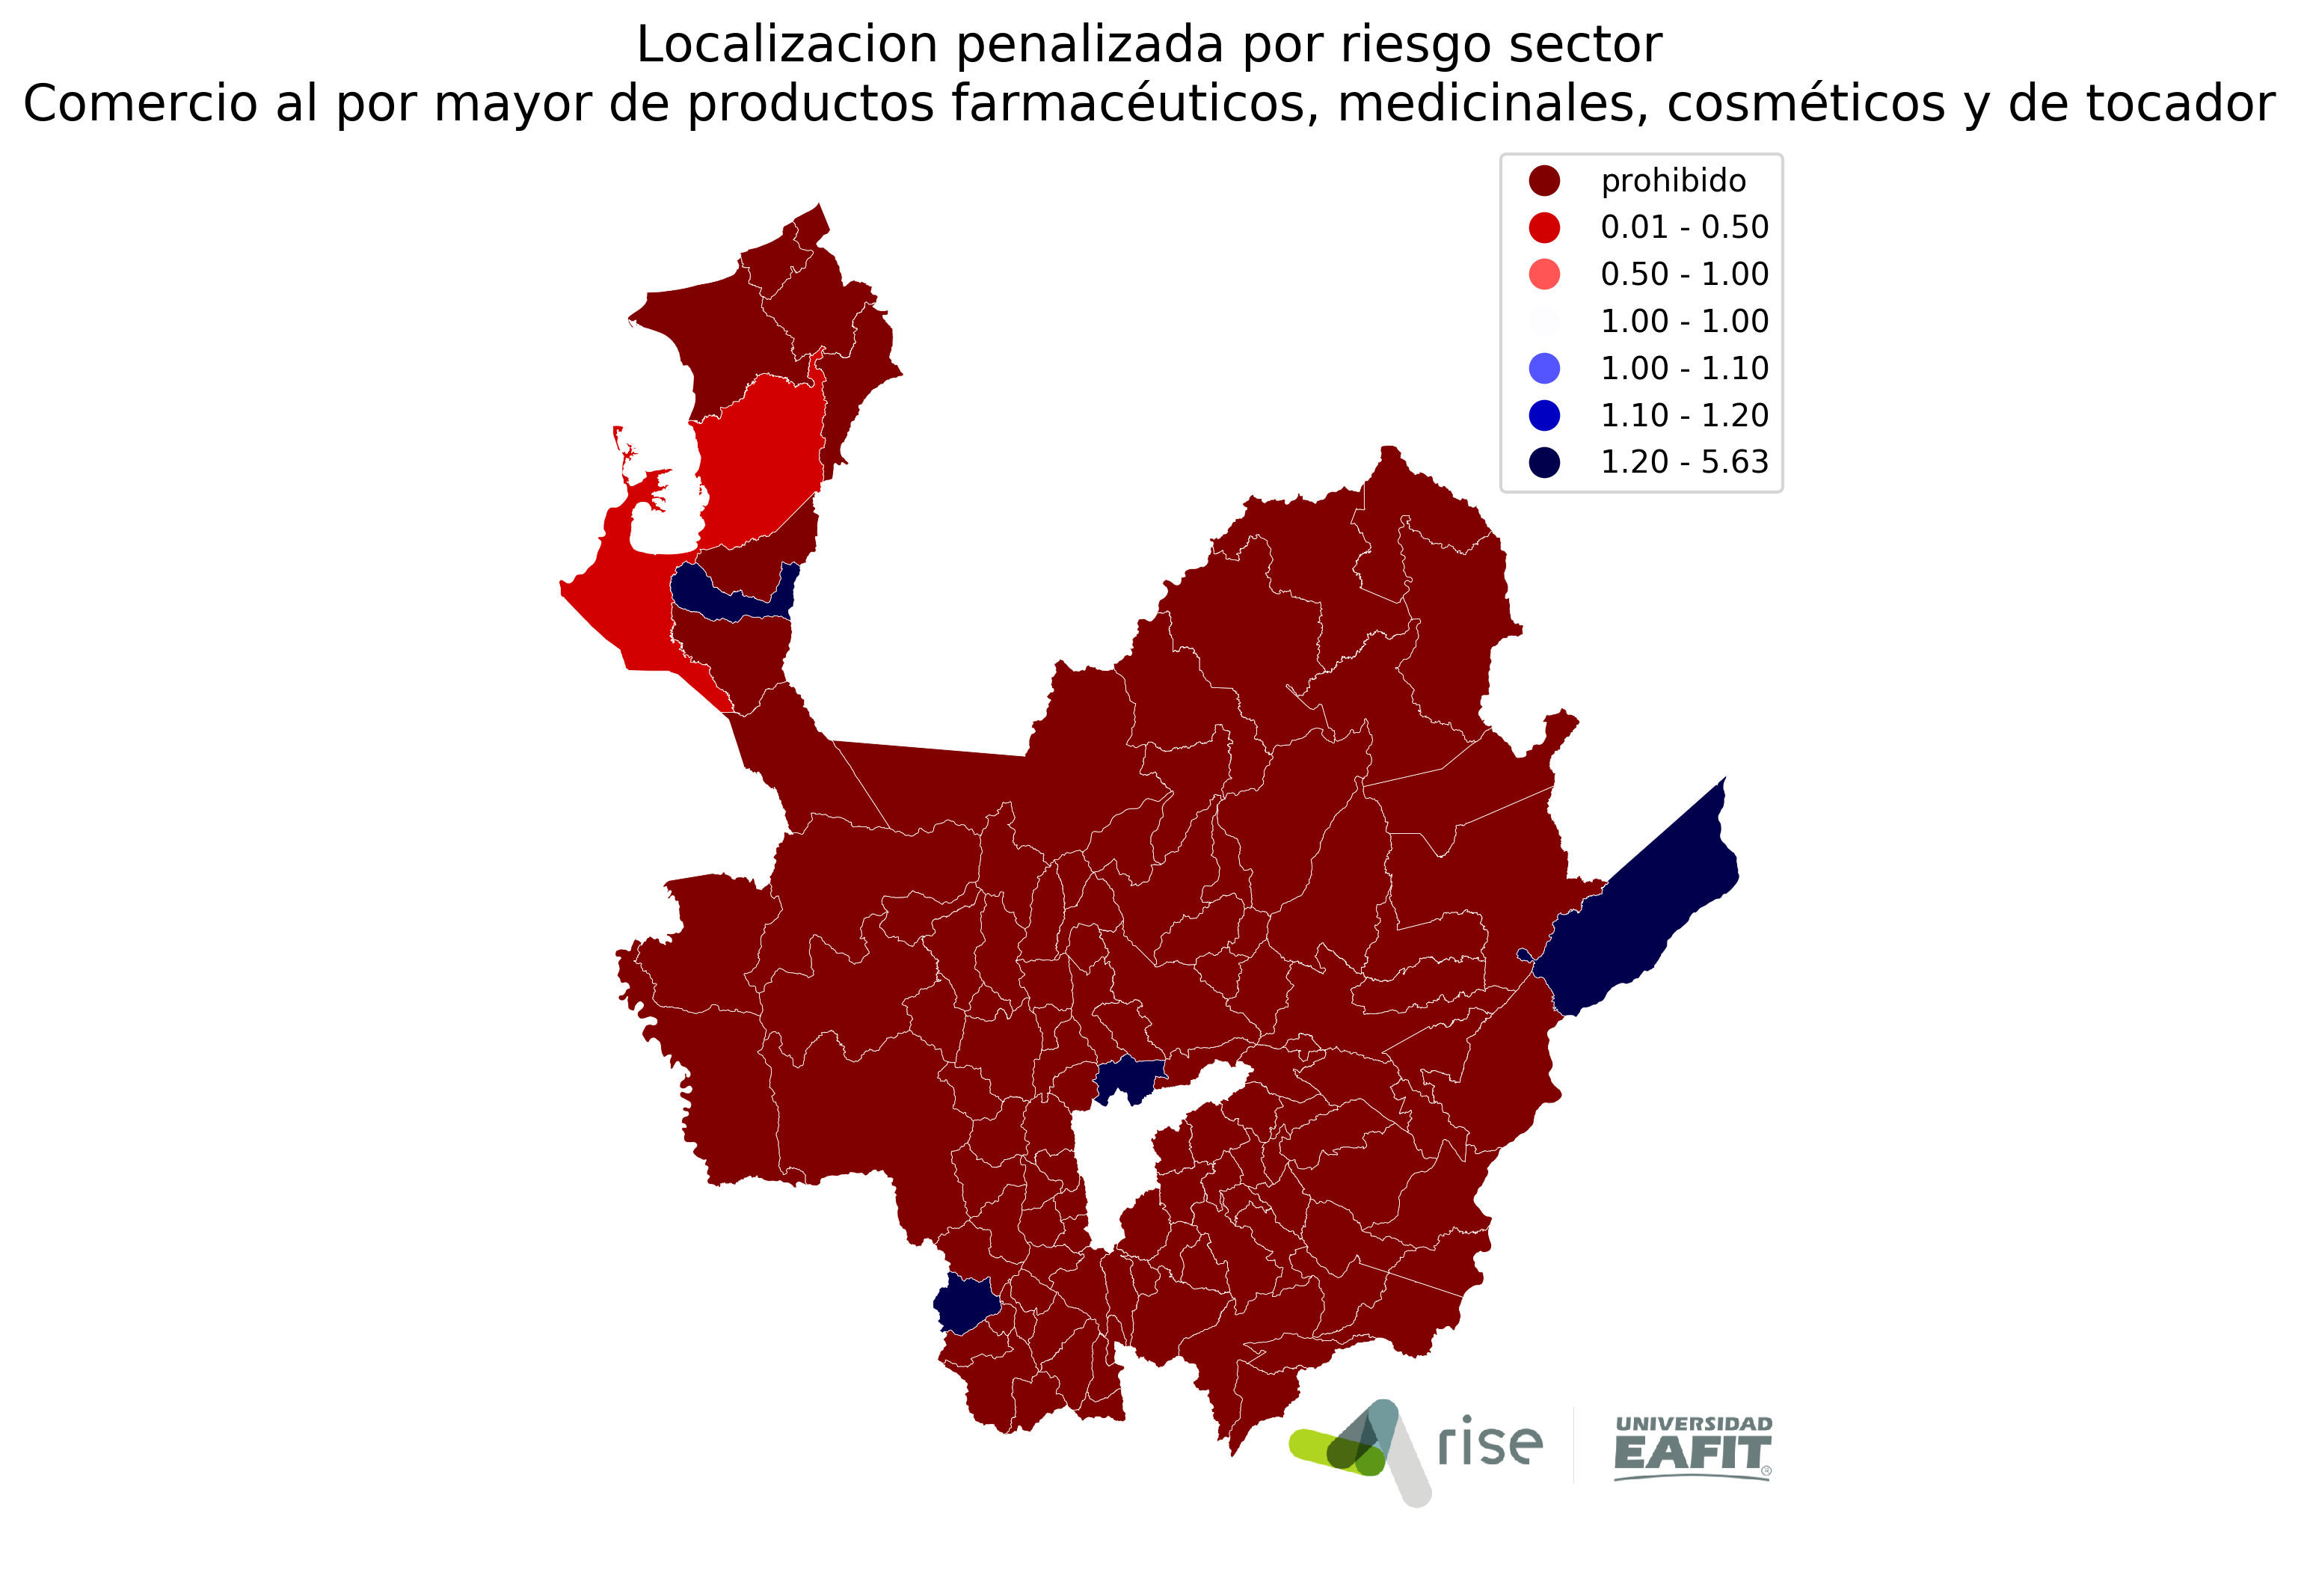 Localizacion penalizada por riesgo sector
Comercio al por mayor de productos farmacéuticos, medicinales, cosméticos y de tocador
prohibido
0.01 - 0.50
0.50 - 1.00
1.00 - 1.00
1.00 - 1.10
1.10 - 1.20
1.20 - 5.63
rise
UNIVERSIDAD
EAFIT®